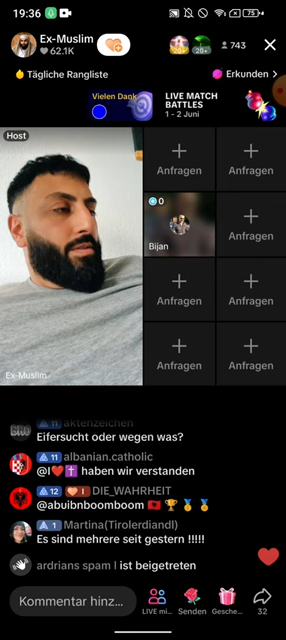 19:36
75
Ex-Muslim
62.1K
743
Tägliche Rangliste
Erkunden
Vielen Dank
LIVE MATCH
BATTLES
1 - 2 Juni
Host
Anfragen
Anfragen
0
Bijan
Anfragen
Anfragen
Anfragen
Anfragen
Anfragen
Ex-Muslim
11 aktenzeichen
Eifersucht oder wegen was?
11 albanian.catholic
@I❤️✝️ haben wir verstanden
12 I DIE_WAHRHEIT
@abuibnboomboom 🇦🇱 🏆 🏅 🏅
1 Martina(Tirolerdiandl)
Es sind mehrere seit gestern !!!!!
ardrians spam I ist beigetreten
Kommentar hinz...
LIVE mi...
Senden
Gesche...
32